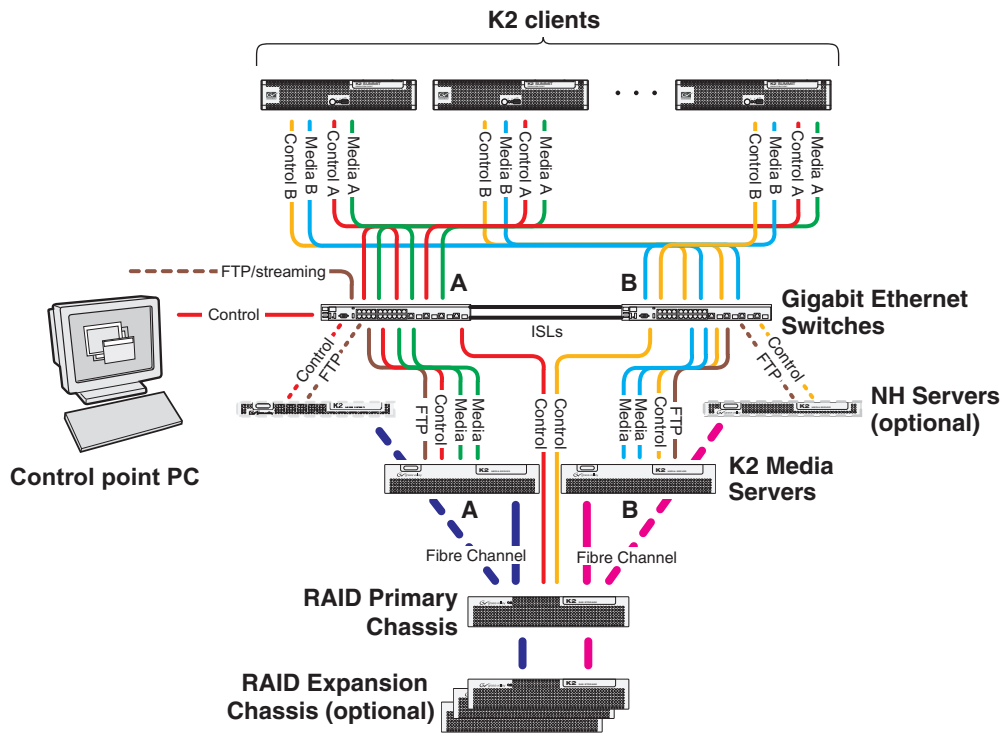 K2 clients
Control B
Media B
Control A
Media A
Control B
Media B
Control A
Media A
Control B
Media B
Control A
Media A
FTP/streaming
A
B
Control
ISLs
Gigabit Ethernet
Switches
Control
FTP
FTP
Control
K2
K2
NH Servers
(optional)
FTP
Control
Media
Media
Control
Control
Media
Media
Control
FTP
Control point PC
K2
K2
K2 Media
Servers
A
B
Fibre Channel
Fibre Channel
RAID Primary
Chassis
K2
RAID Expansion
Chassis (optional)
K2